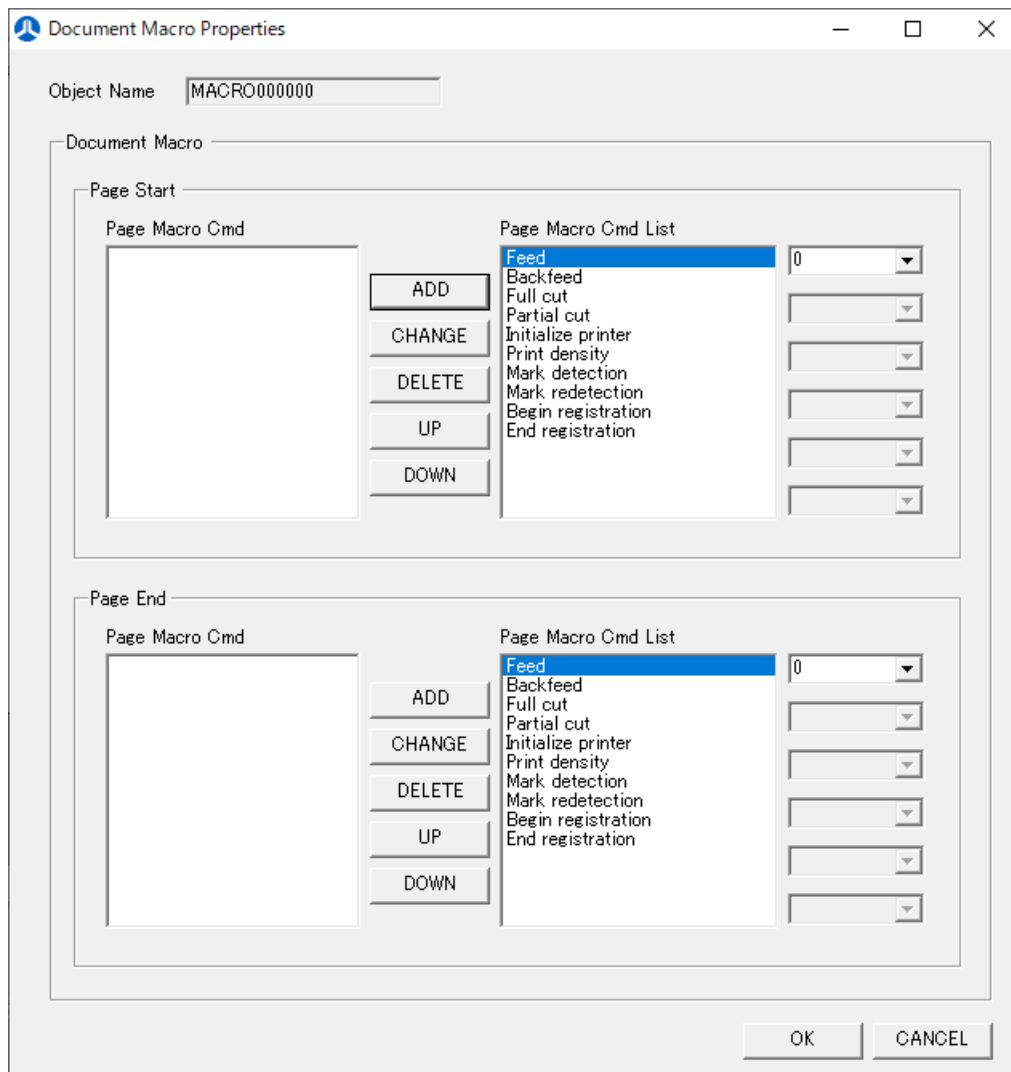 Document Macro Properties
Object Name MACRO000000
Document Macro
Page Start
Page Macro Cmd
ADD
CHANGE
DELETE
UP
DOWN
Page Macro Cmd List
Feed
Backfeed
Full cut
Partial cut
Initialize printer
Print density
Mark detection
Mark redetection
Begin registration
End registration
0
Page End
Page Macro Cmd
ADD
CHANGE
DELETE
UP
DOWN
Page Macro Cmd List
Feed
Backfeed
Full cut
Partial cut
Initialize printer
Print density
Mark detection
Mark redetection
Begin registration
End registration
0
OK
CANCEL